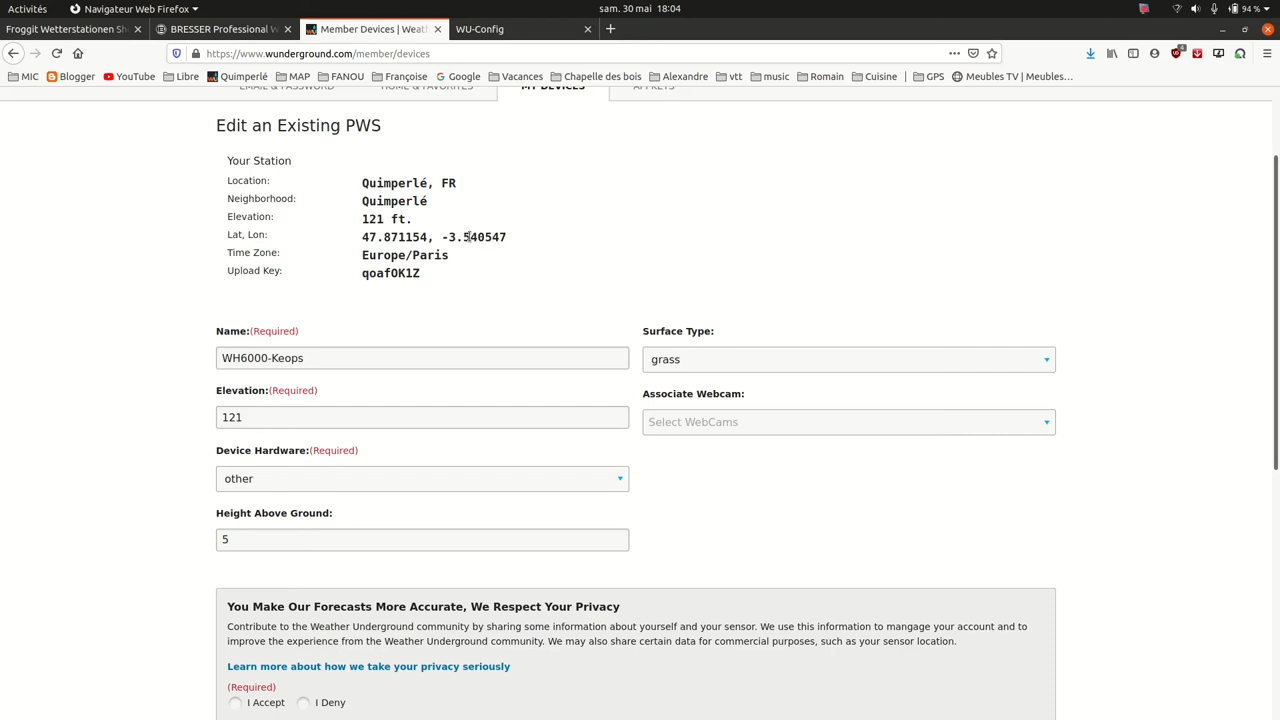 Activités Navigateur Web Firefox sam. 30 mai 18:04 94 %
Froggit Wetterstationen Sh BRESSER Professional W Member Devices | Weath WU-Config
https://www.wunderground.com/member/devices
MIC Blogger YouTube Libre Quimperlé MAP FANOU Françoise Google Vacances Chapelle des bois Alexandre vtt music Romain Cuisine GPS Meubles TV | Meubles…
EMAIL & PASSWORD HOME & FAVORITES MY DEVICES API KEYS
Edit an Existing PWS
Your Station
Location: Quimperlé, FR
Neighborhood: Quimperlé
Elevation: 121 ft.
Lat, Lon: 47.871154, -3.540547
Time Zone: Europe/Paris
Upload Key: qoafOK1Z
Name:(Required) Surface Type:
WH6000-Keops grass
Elevation:(Required) Associate Webcam:
121 Select WebCams
Device Hardware:(Required)
other
Height Above Ground:
5
You Make Our Forecasts More Accurate, We Respect Your Privacy
Contribute to the Weather Underground community by sharing some information about yourself and your sensor. We use this information to mangage your account and to
improve the experience from the Weather Underground community. We may also share certain data for commercial purposes, such as your sensor location.
Learn more about how we take your privacy seriously
(Required)
I Accept I Deny